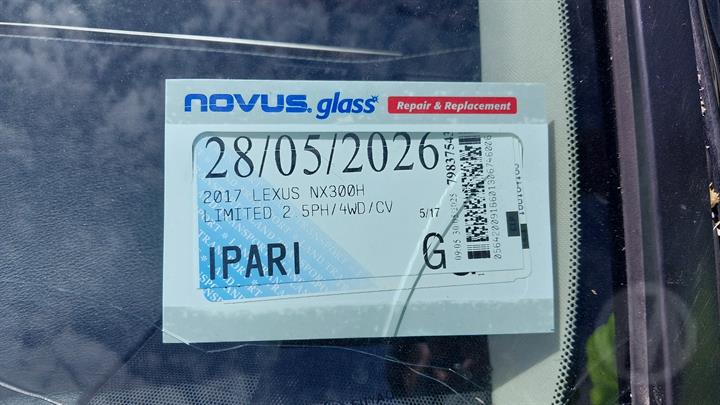 NOVUS. glass Repair & Replacement
28/05/2026
2017 LEXUS NX300H
LIMITED 2.5PH/4WD/CV 5/17
IPARI G